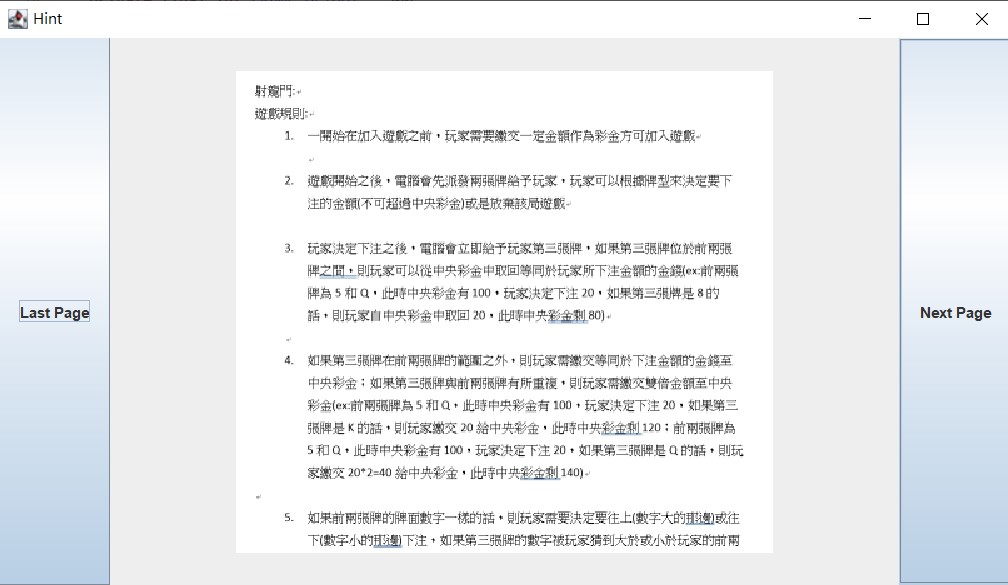 Hint
射龍門:
遊戲規則:
1. 一開始在加入遊戲之前，玩家需要繳交一定金額作為彩金方可加入遊戲
2. 遊戲開始之後，電腦會先派發兩張牌給予玩家，玩家可以根據牌型來決定要下
注的金額(不可超過中央彩金)或是放棄該局遊戲
3. 玩家決定下注之後，電腦會立即給予玩家第三張牌，如果第三張牌位於前兩張
牌之間，則玩家可以從中央彩金中取回等同於玩家所下注金額的金錢(ex:前兩張
牌為 5 和 Q，此時中央彩金有 100，玩家決定下注 20，如果第三張牌是 8 的
話，則玩家自中央彩金中取回 20，此時中央彩金剩 80)
4. 如果第三張牌在前兩張牌的範圍之外，則玩家需繳交等同於下注金額的金錢至
中央彩金；如果第三張牌與前兩張牌有所重複，則玩家需繳交雙倍金額至中央
彩金(ex:前兩張牌為 5 和 Q，此時中央彩金有 100，玩家決定下注 20，如果第三
張牌是 K 的話，則玩家繳交 20 給中央彩金，此時中央彩金剩 120；前兩張牌為
5 和 Q，此時中央彩金有 100，玩家決定下注 20，如果第三張牌是 Q 的話，則玩
家繳交 20*2=40 給中央彩金，此時中央彩金剩 140)
5. 如果前兩張牌的牌面數字一樣的話，則玩家需要決定要往上(數字大的那邊)或往
下(數字小的那邊)下注，如果第三張牌的數字被玩家猜到大於或小於玩家的前兩
Last Page
Next Page